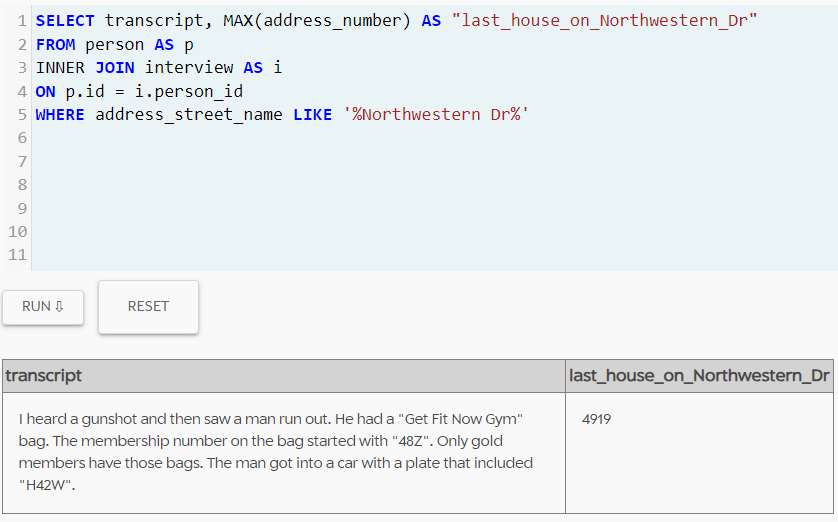 1 SELECT transcript, MAX(address_number) AS "last_house_on_Northwestern_Dr"
2 FROM person AS p
3 INNER JOIN interview AS i
4 ON p.id = i.person_id
5 WHERE address_street_name LIKE '%Northwestern Dr%'
6
7
8
9
10
11
RUN ⇩ RESET
transcript last_house_on_Northwestern_Dr
I heard a gunshot and then saw a man run out. He had a "Get Fit Now Gym" 4919
bag. The membership number on the bag started with "48Z". Only gold
members have those bags. The man got into a car with a plate that included
"H42W".